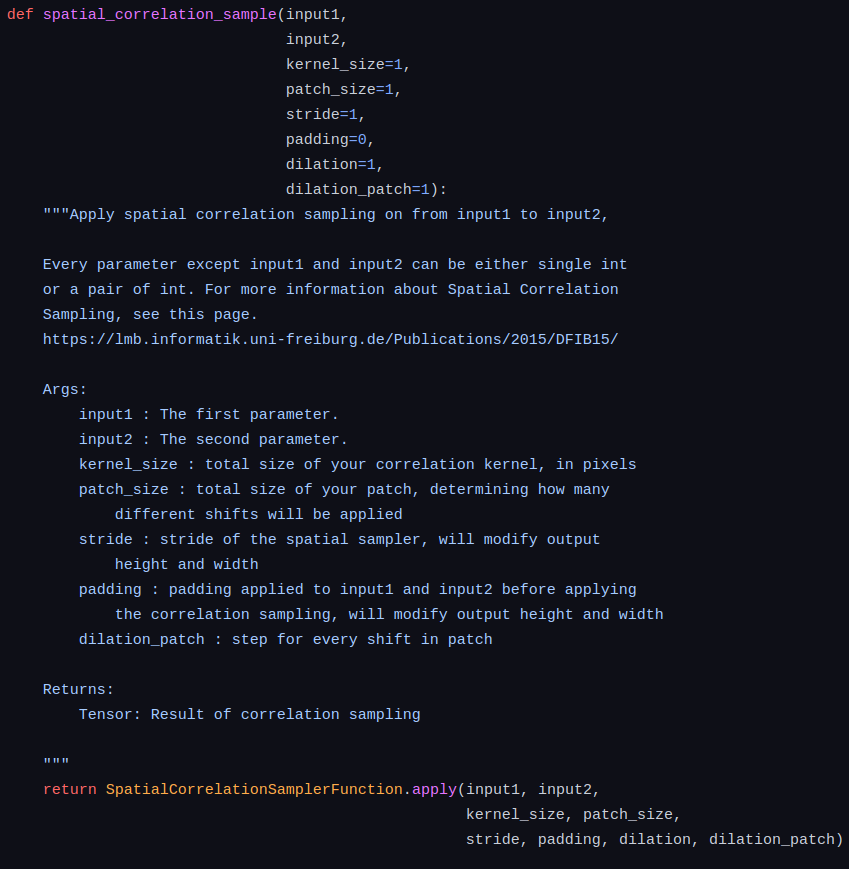 def spatial_correlation_sample(input1,
                               input2,
                               kernel_size=1,
                               patch_size=1,
                               stride=1,
                               padding=0,
                               dilation=1,
                               dilation_patch=1):
    """Apply spatial correlation sampling on from input1 to input2,

    Every parameter except input1 and input2 can be either single int
    or a pair of int. For more information about Spatial Correlation
    Sampling, see this page.
    https://lmb.informatik.uni-freiburg.de/Publications/2015/DFIB15/

    Args:
        input1 : The first parameter.
        input2 : The second parameter.
        kernel_size : total size of your correlation kernel, in pixels
        patch_size : total size of your patch, determining how many
            different shifts will be applied
        stride : stride of the spatial sampler, will modify output
            height and width
        padding : padding applied to input1 and input2 before applying
            the correlation sampling, will modify output height and width
        dilation_patch : step for every shift in patch

    Returns:
        Tensor: Result of correlation sampling

    """
    return SpatialCorrelationSamplerFunction.apply(input1, input2,
                                                   kernel_size, patch_size,
                                                   stride, padding, dilation, dilation_patch)